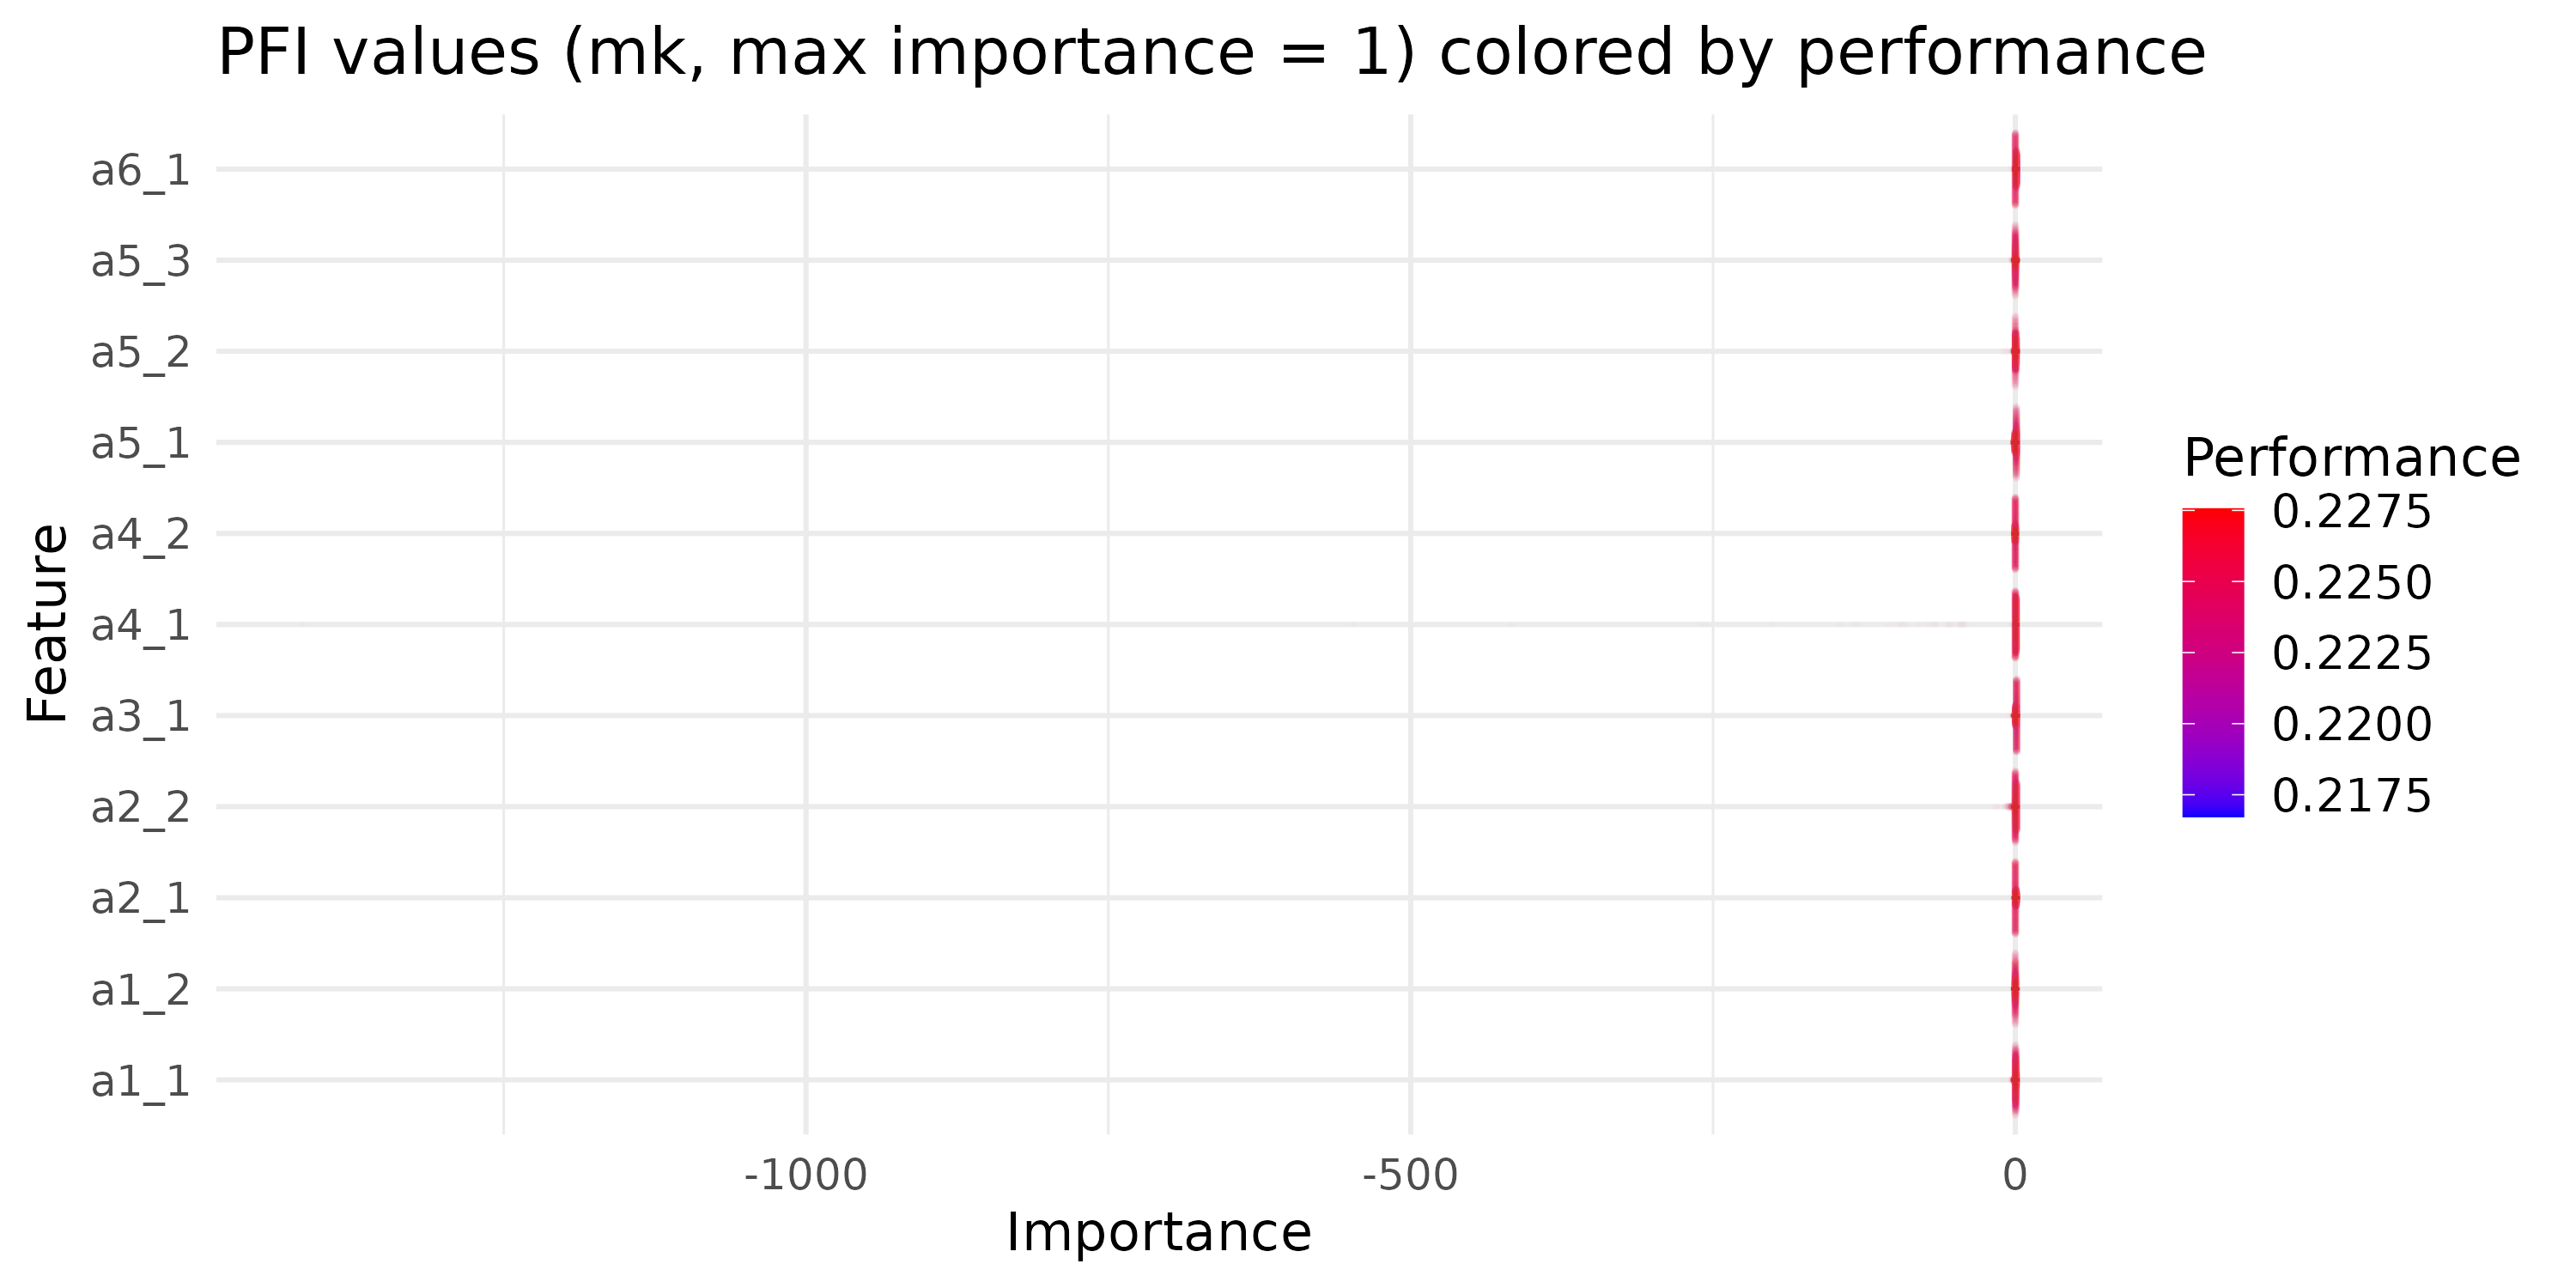 PFI values (mk, max importance = 1) colored by performance
Feature
a6_1
a5_3
a5_2
a5_1
a4_2
a4_1
a3_1
a2_2
a2_1
a1_2
a1_1
-1000
-500
0
Importance
Performance
0.2275
0.2250
0.2225
0.2200
0.2175